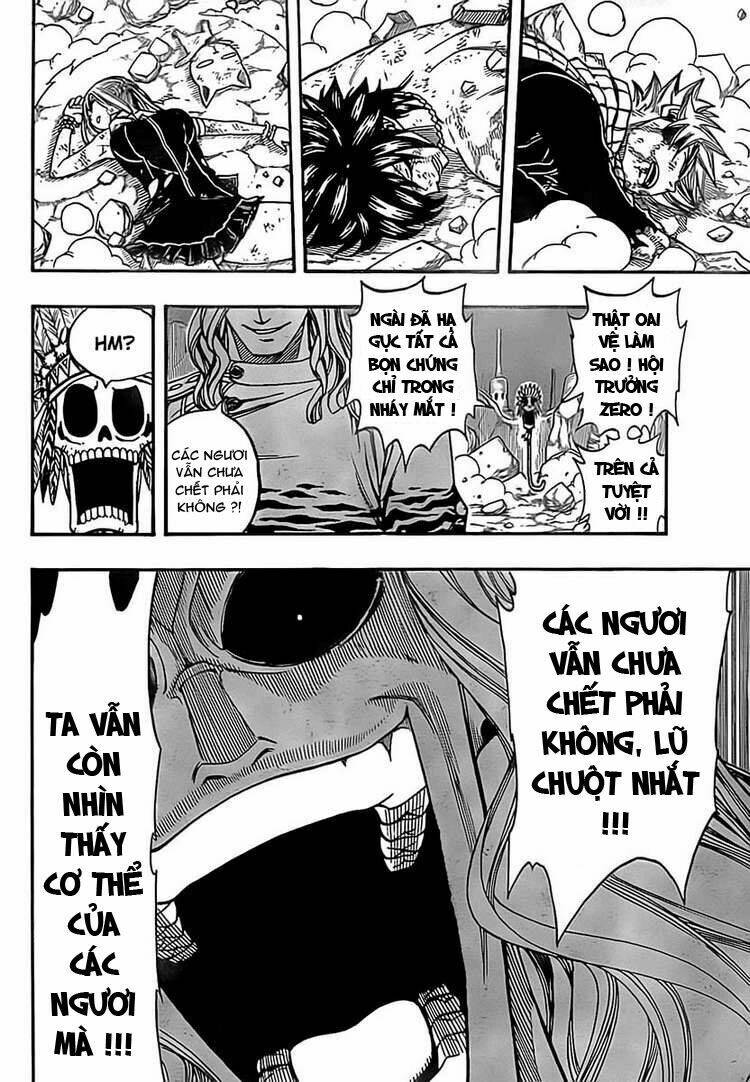 THẬT OAI
VỆ LÀM
SAO ! HỘI
TRƯỞNG
ZERO !
TRÊN CẢ
TUYỆT
VỜI !!
NGÀI ĐÃ HẠ
GỤC TẤT CẢ
BỌN CHỨNG
CHỈ TRONG
NHÁY MẮT !
CÁC NGƯƠI
VẪN CHƯA
CHẾT PHẢI
KHÔNG ?!
HM?
CÁC NGƯƠI
VẪN CHƯA
CHẾT PHẢI
KHÔNG, LŨ
CHUỘT NHẮT
!!!
TA VẪN
CÒN
NHÌN
THẤY
CƠ THỂ
CỦA
CÁC
NGƯƠI
MÀ !!!